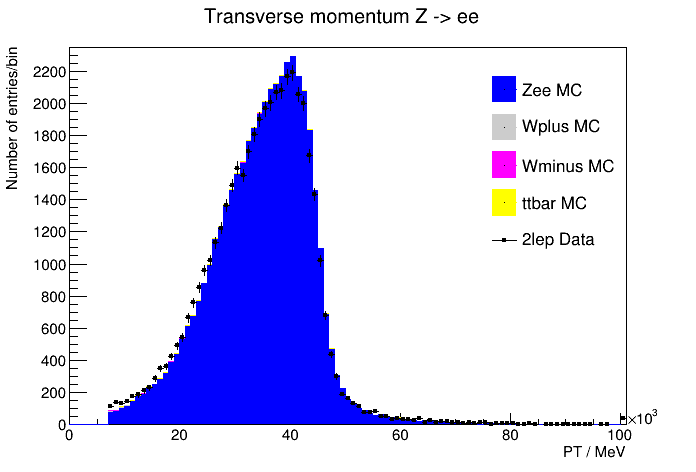 Transverse momentum Z -> ee
Number of entries/bin
2200
2000
1800
1600
1400
1200
1000
800
600
400
200
0
Zee MC
Wplus MC
Wminus MC
ttbar MC
2lep Data
0 20 40 60 80 100
×10³
PT / MeV